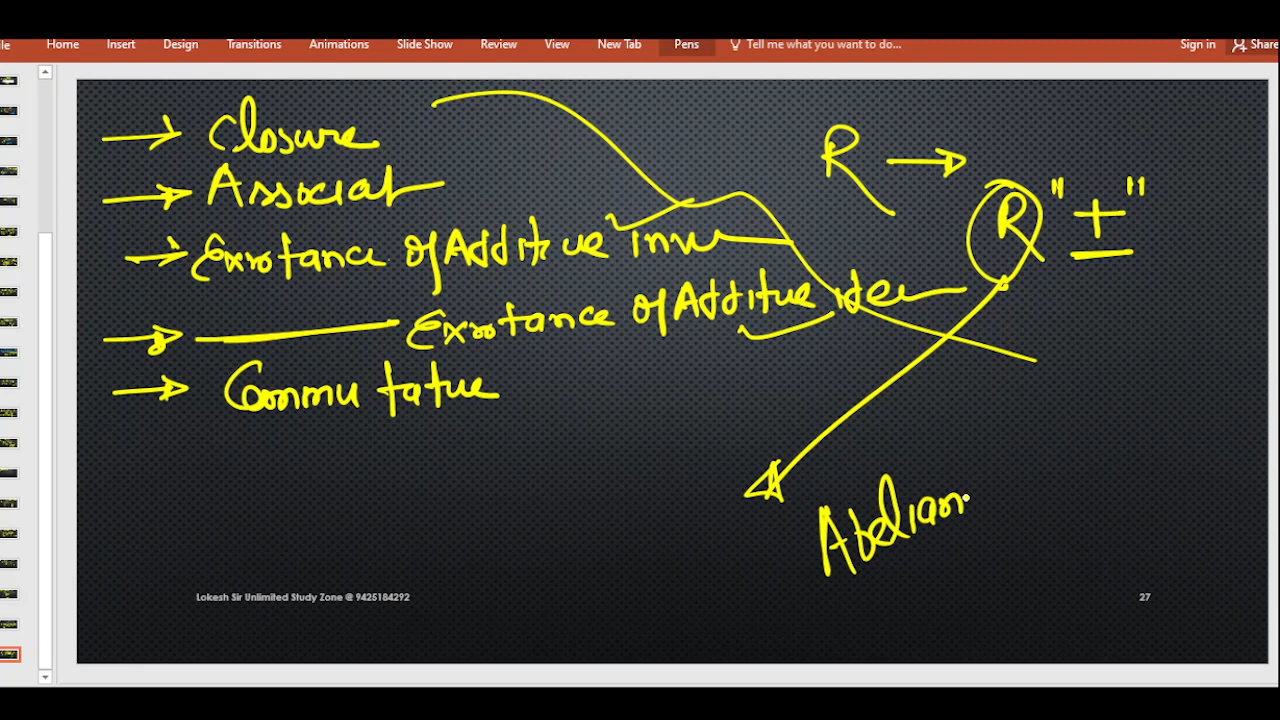 le Home Insert Design Transitions Animations Slide Show Review View New Tab Pens Tell me what you want to do... Sign in Share
→ Closure
→ Associat
→ Existance of Additive inve
→ Existance of Additive iden
→ Commutative
R →
R "+"
Abelian
Lokesh Sir Unlimited Study Zone @ 9425184292
27